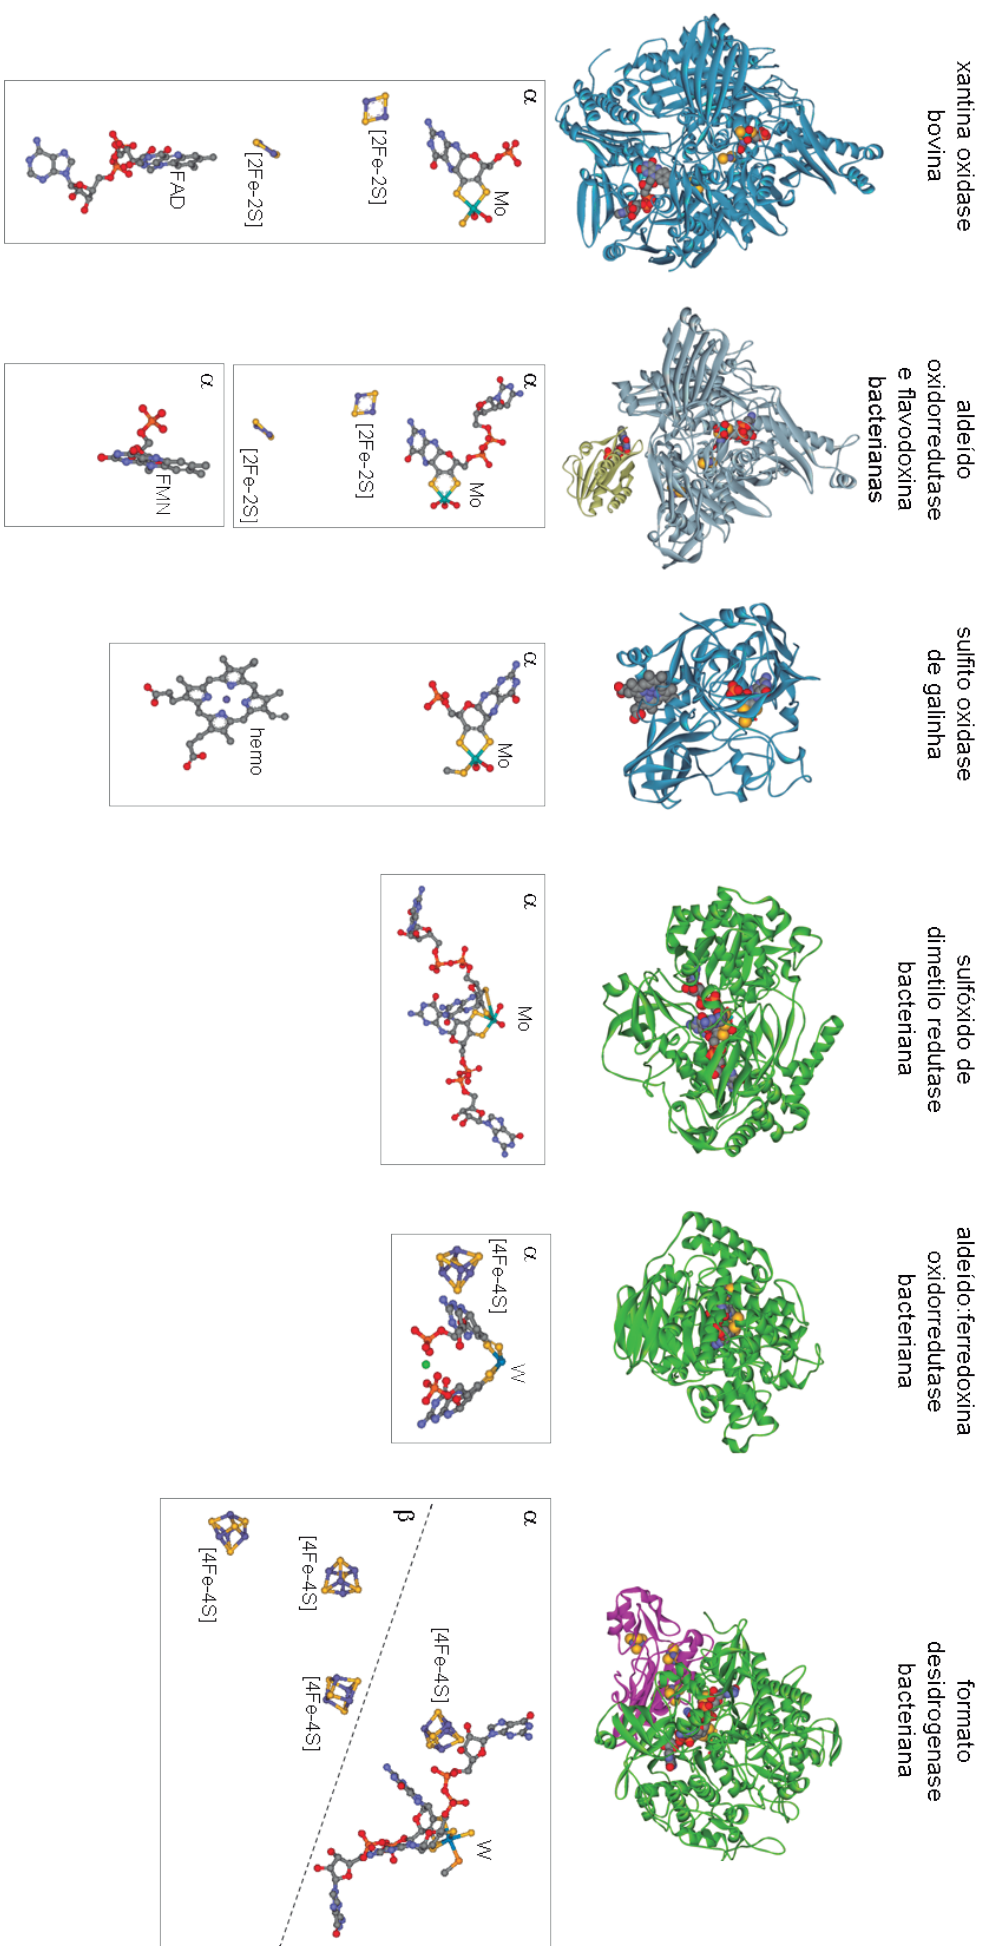 xantina oxidase
bovina
α
Mo
[2Fe-2S]
[2Fe-2S]
FAD
aldeído
oxidorredutase
e flavodoxina
bacterianas
α
Mo
[2Fe-2S]
[2Fe-2S]
α
FMN
sulfito oxidase
de galinha
α
Mo
hemo
sulfóxido de
dimetilo redutase
bacteriana
α
Mo
aldeído:ferredoxina
oxidorredutase
bacteriana
α
[4Fe-4S]
W
formato
desidrogenase
bacteriana
α
[4Fe-4S]
W
β
[4Fe-4S]
[4Fe-4S]
[4Fe-4S]